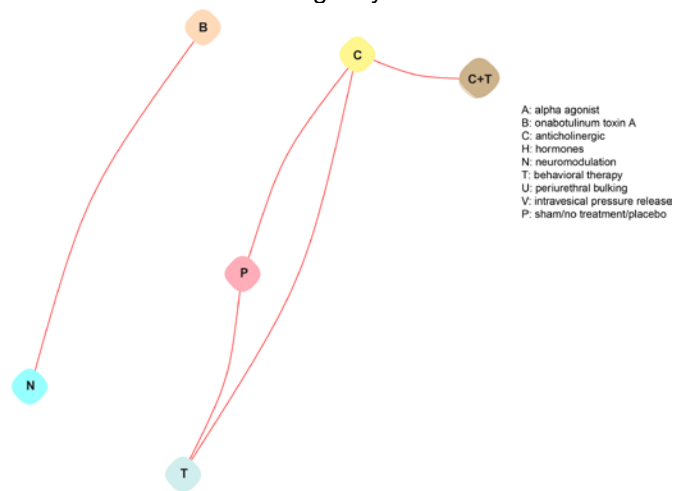 B
C
C+T
A: alpha agonist
B: onabotulinum toxin A
C: anticholinergic
H: hormones
N: neuromodulation
T: behavioral therapy
U: periurethral bulking
V: intravesical pressure release
P: sham/no treatment/placebo
P
N
T